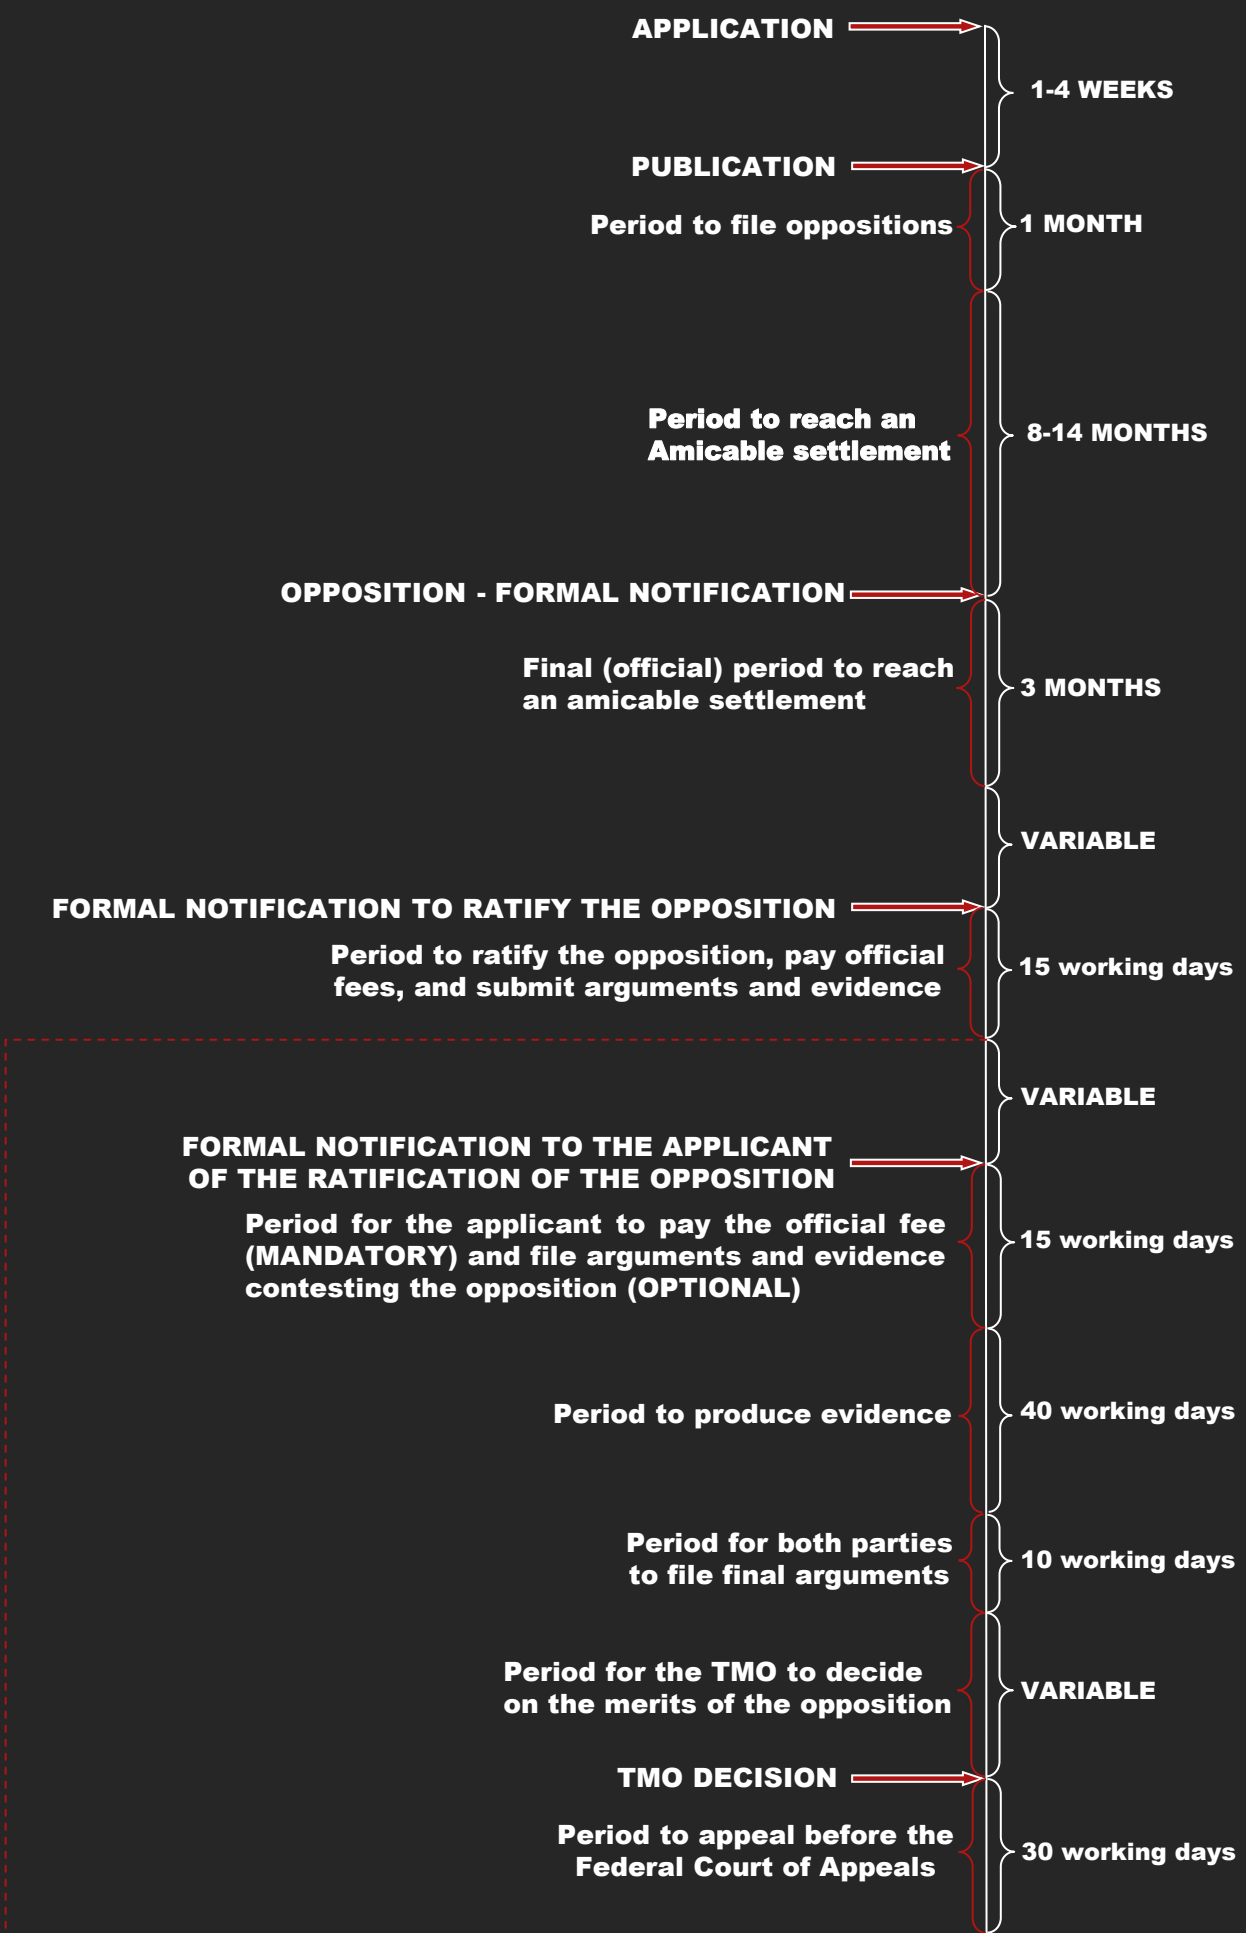 APPLICATION
1-4 WEEKS
PUBLICATION
Period to file oppositions
1 MONTH
Period to reach an
Amicable settlement
8-14 MONTHS
OPPOSITION - FORMAL NOTIFICATION
Final (official) period to reach
an amicable settlement
3 MONTHS
VARIABLE
FORMAL NOTIFICATION TO RATIFY THE OPPOSITION
Period to ratify the opposition, pay official
fees, and submit arguments and evidence
15 working days
VARIABLE
FORMAL NOTIFICATION TO THE APPLICANT
OF THE RATIFICATION OF THE OPPOSITION
Period for the applicant to pay the official fee
(MANDATORY) and file arguments and evidence
contesting the opposition (OPTIONAL)
15 working days
Period to produce evidence
40 working days
Period for both parties
to file final arguments
10 working days
Period for the TMO to decide
on the merits of the opposition
VARIABLE
TMO DECISION
Period to appeal before the
Federal Court of Appeals
30 working days